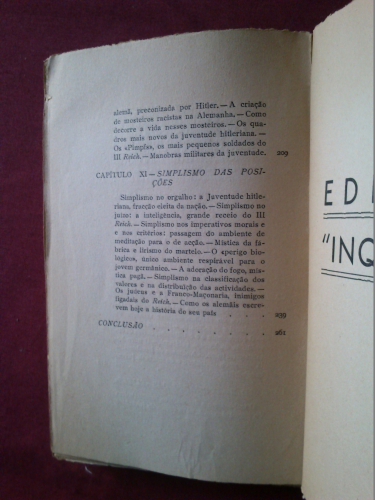 alemã, preconizada por Hitler. — A criação
de mosteiros racistas na Alemanha. — Como
decorre a vida nesses mosteiros. — Os qua-
dros mais novos da juventude hitleriana. —
Os «Pimpfs», os mais pequenos soldados do
III Reich. — Manobras militares da juventude. 209
CAPÍTULO XI — SIMPLISMO DAS POSI-
ÇÕES
Simplismo no orgulho: a Juventude hitle-
riana, fracção eleita da nação. — Simplismo no
juízo: a inteligência, grande receio do III
Reich. — Simplismo nos imperativos morais e
e nos critérios: passagem do ambiente de
meditação para o de acção. — Mística da fá-
brica e lirismo do martelo. — O sperigo bio-
lógico», único ambiente respirável para o
jovem germânico. — A adoração do fogo, mís-
tica pagã. — Simplismo na classificação dos
valores e na distribuição das actividades. —
Os judeus e a Franco-Maçonaria, inimigos
figadais do Reich. — Como os alemãis escre-
vem hoje a história do seu país . . . . 239
CONCLUSÃO . . . . . . . . 261
EDI
"INQ